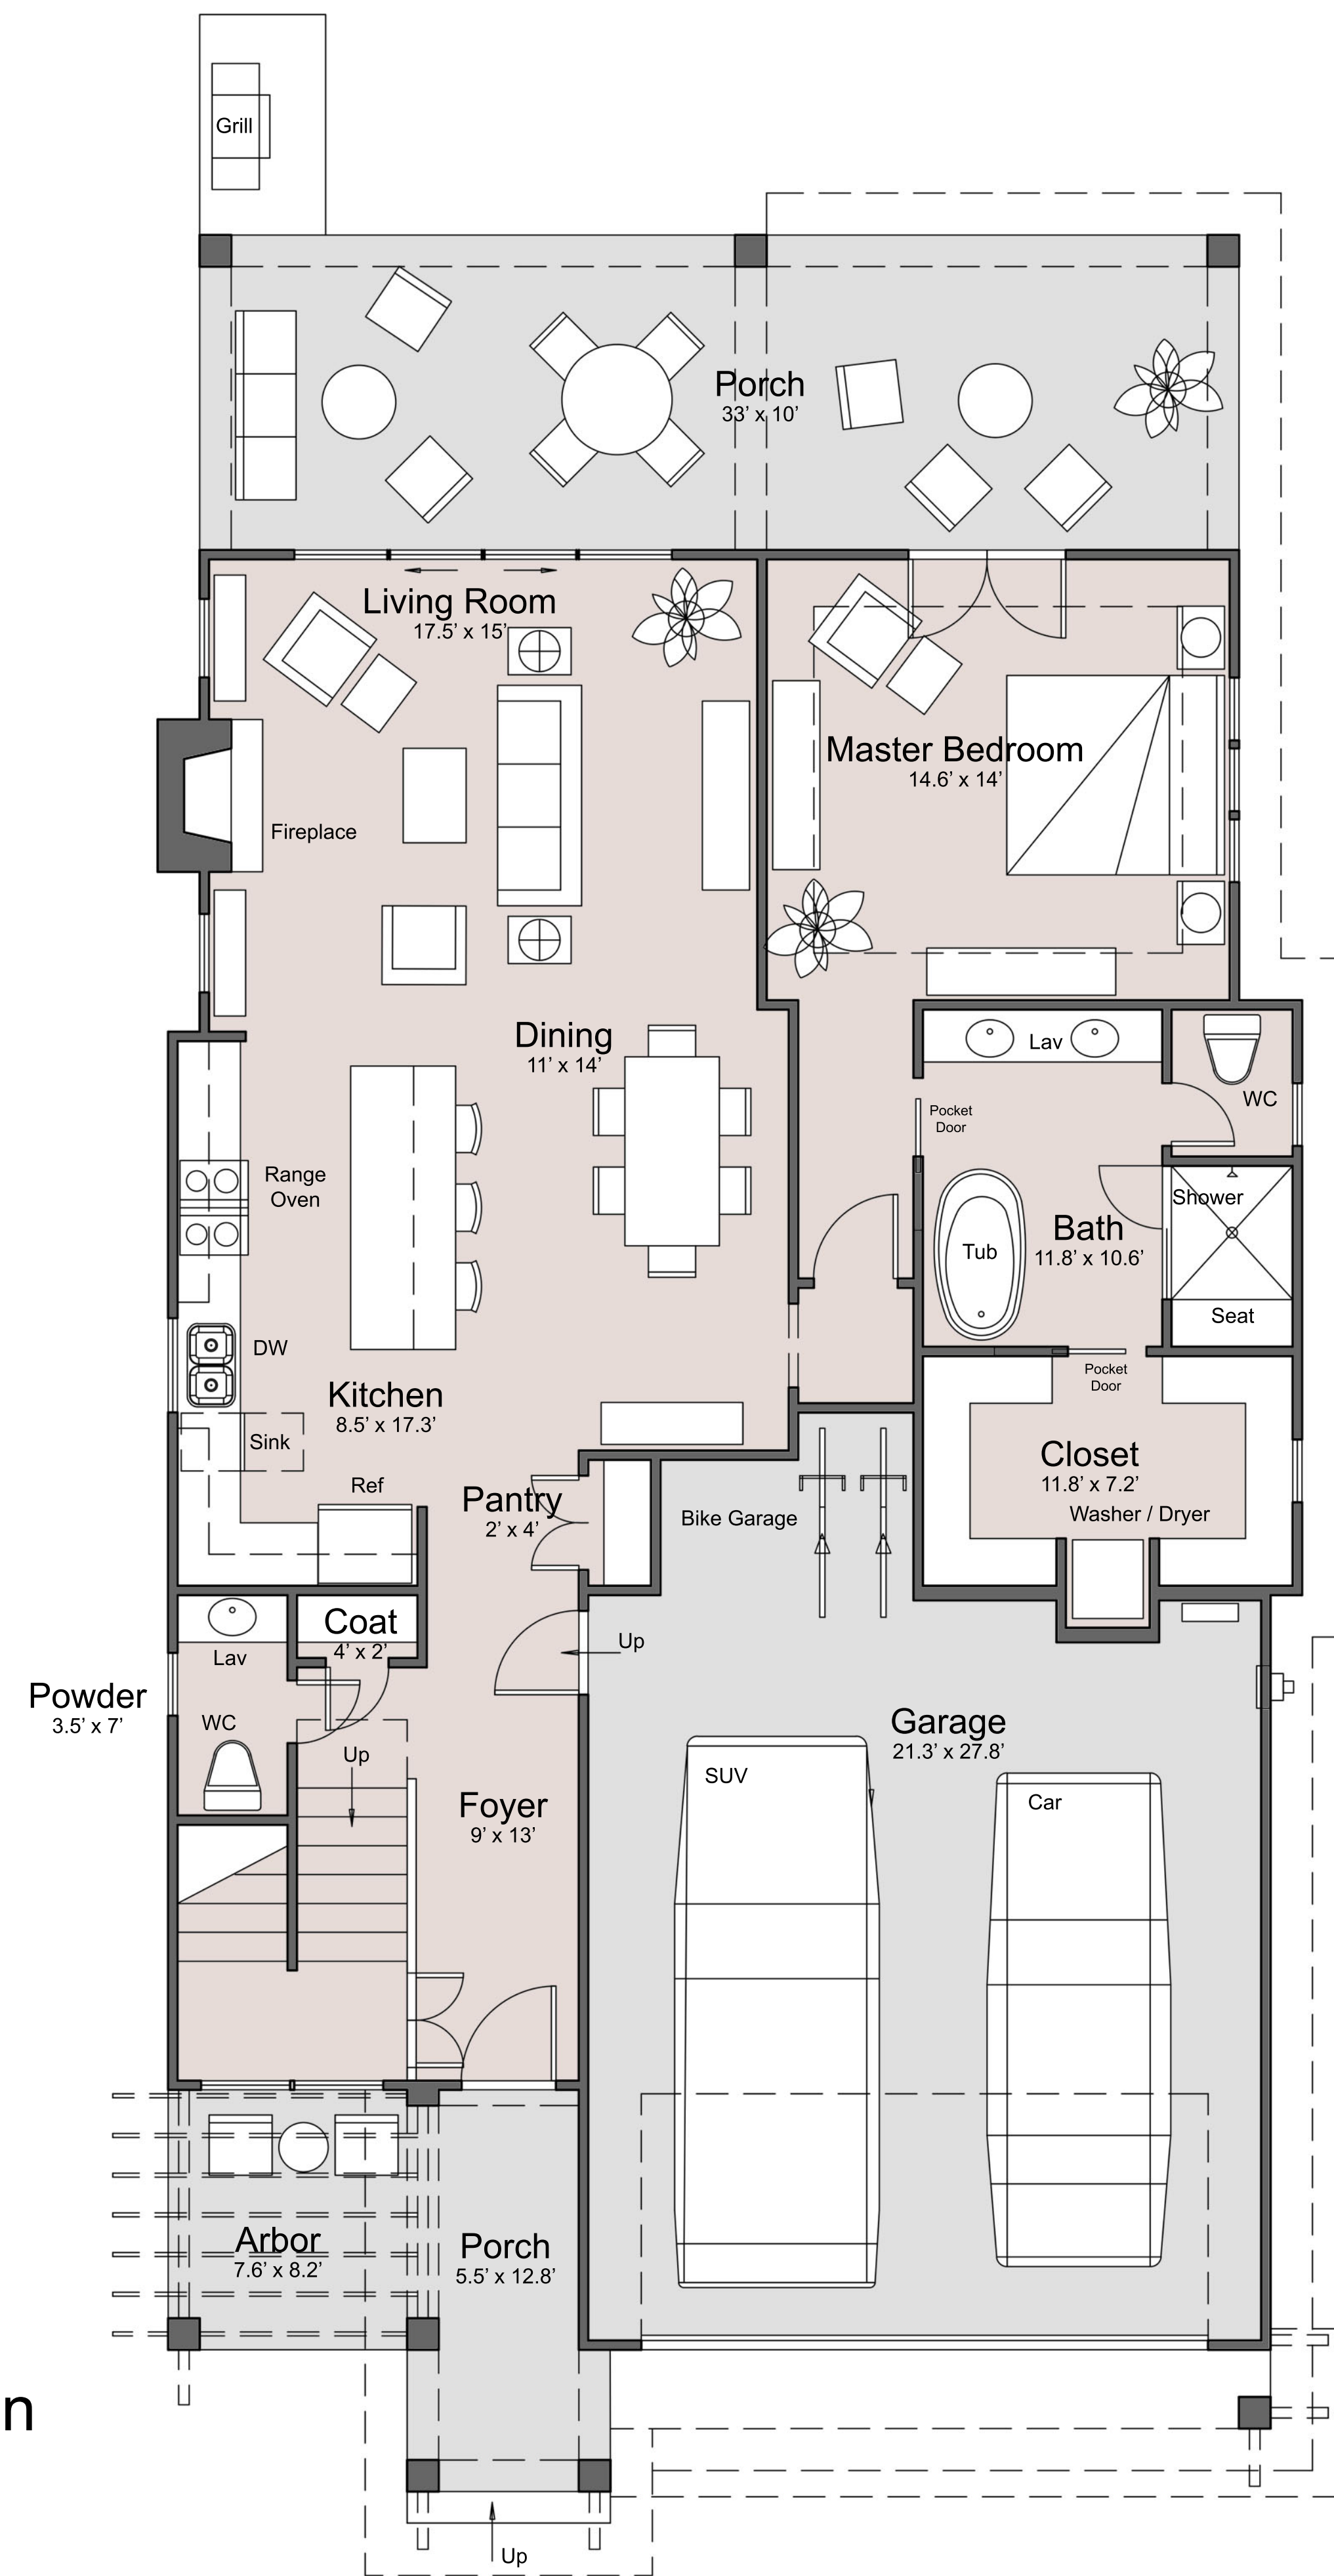 Grill
Porch
33’ x 10’
Living Room
17.5’ x 15’
Master Bedroom
14.6’ x 14’
Fireplace
Dining
11’ x 14’
Lav
WC
Pocket
Door
Range
Oven
Shower
Bath
11.8’ x 10.6’
Tub
Seat
DW
Pocket
Door
Kitchen
8.5’ x 17.3’
Sink
Closet
11.8’ x 7.2’
Washer / Dryer
Ref
Pantry
2’ x 4’
Bike Garage
Coat
4’ x 2’
Up
Lav
Powder
3.5’ x 7’
WC
Garage
21.3’ x 27.8’
Up
SUV
Car
Foyer
9’ x 13’
Arbor
7.6’ x 8.2’
Porch
5.5’ x 12.8’
n
Up